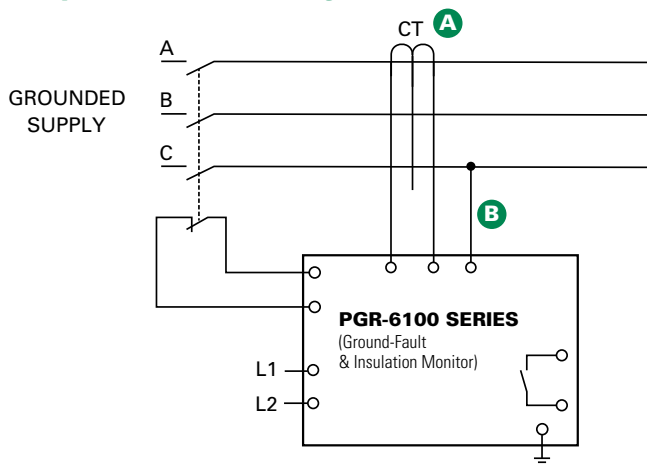 CT A
A
GROUNDED
SUPPLY
B
C
B
PGR-6100 SERIES
(Ground-Fault
& Insulation Monitor)
L1
L2